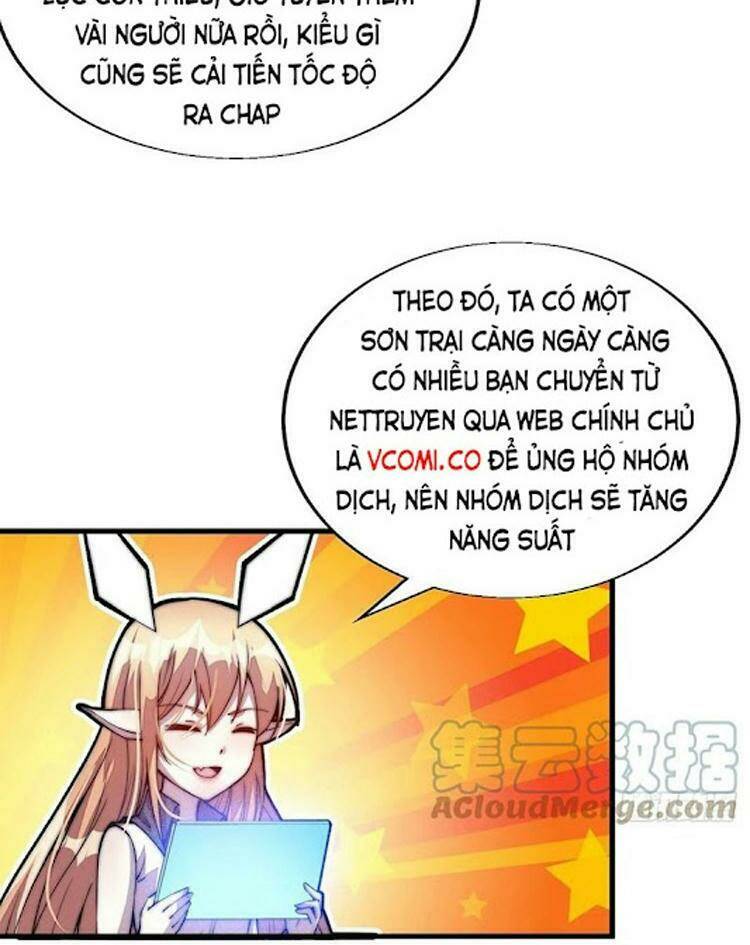 VÀI NGƯỜI NỮA RỒI, KIỂU GÌ
CŨNG SẼ CẢI TIẾN TỐC ĐỘ
RA CHAP
THEO ĐÓ, TA CÓ MỘT
SƠN TRẠI CÀNG NGÀY CÀNG
CÓ NHIỀU BẠN CHUYỂN TỪ
NETTRUYEN QUA WEB CHÍNH CHỦ
LÀ VCOMI.CO ĐỂ ỦNG HỘ NHÓM
DỊCH, NÊN NHÓM DỊCH SẼ TĂNG
NĂNG SUẤT
集云数据
ACloudMerge.com